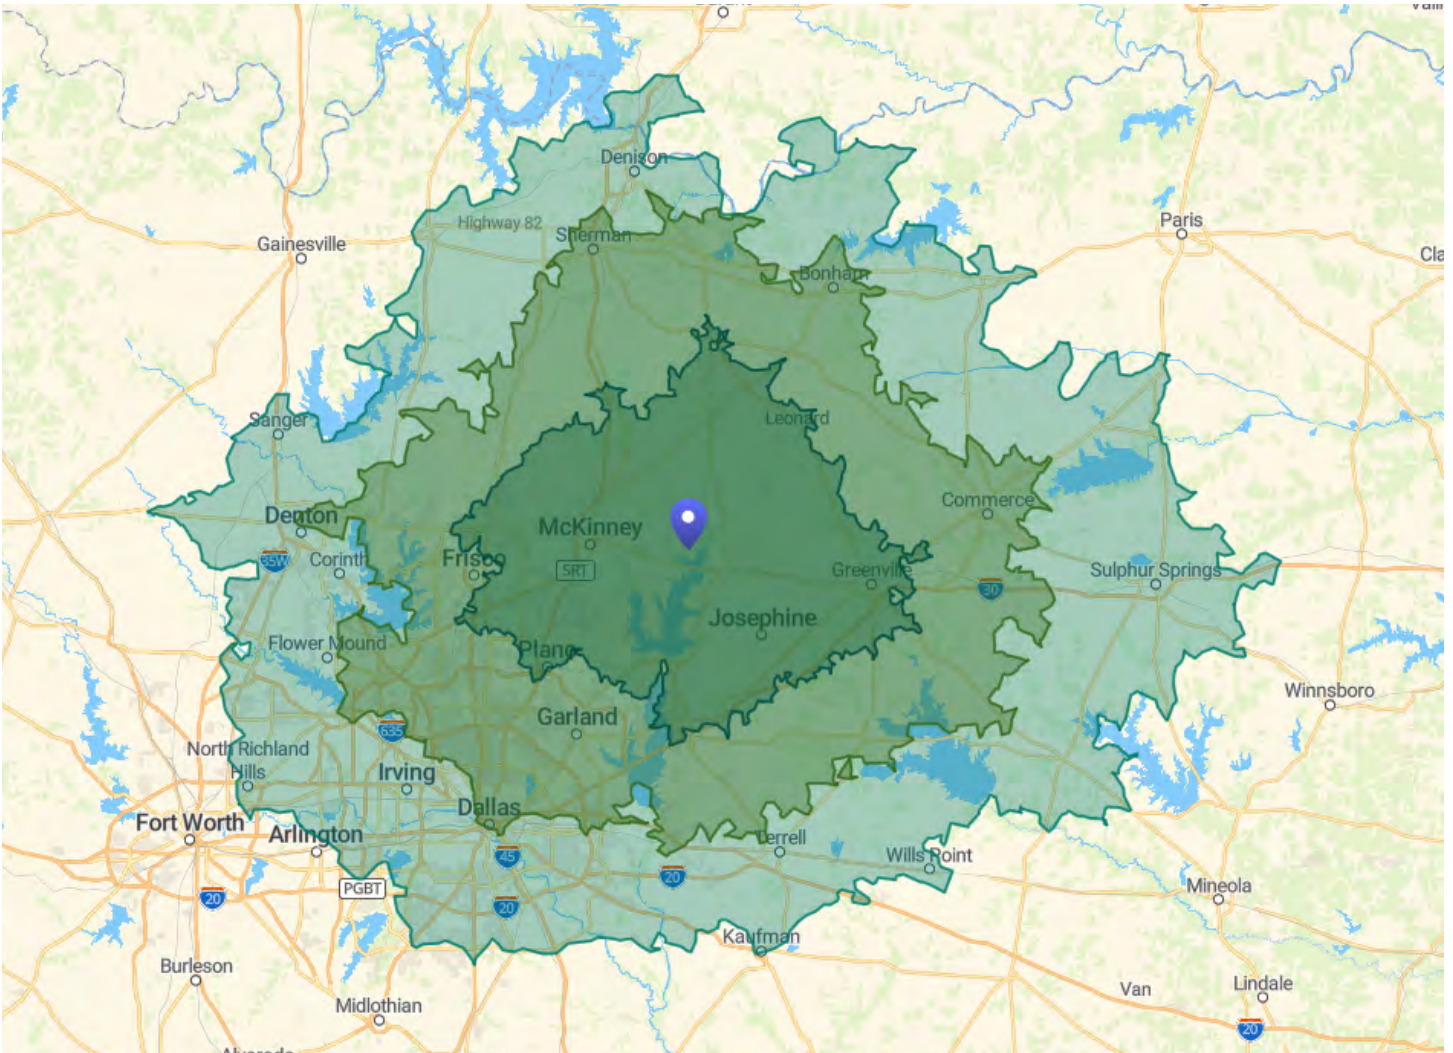 Denison
Highway 82
Sherman
Gainesville
Paris
Cla
Bonham
Leonard
Sanger
Commerce
Denton
McKinney
35W
Corinth
Frisco
SRT
Greenville
30
Sulphur Springs
Josephine
Flower Mound
Plano
Winnsboro
Garland
635
North Richland
Hills
Irving
Dallas
Fort Worth
Arlington
Terrell
45
Wills Point
PGBT
20
20
20
Mineola
Kaufman
Burleson
Van
Lindale
Midlothian
20